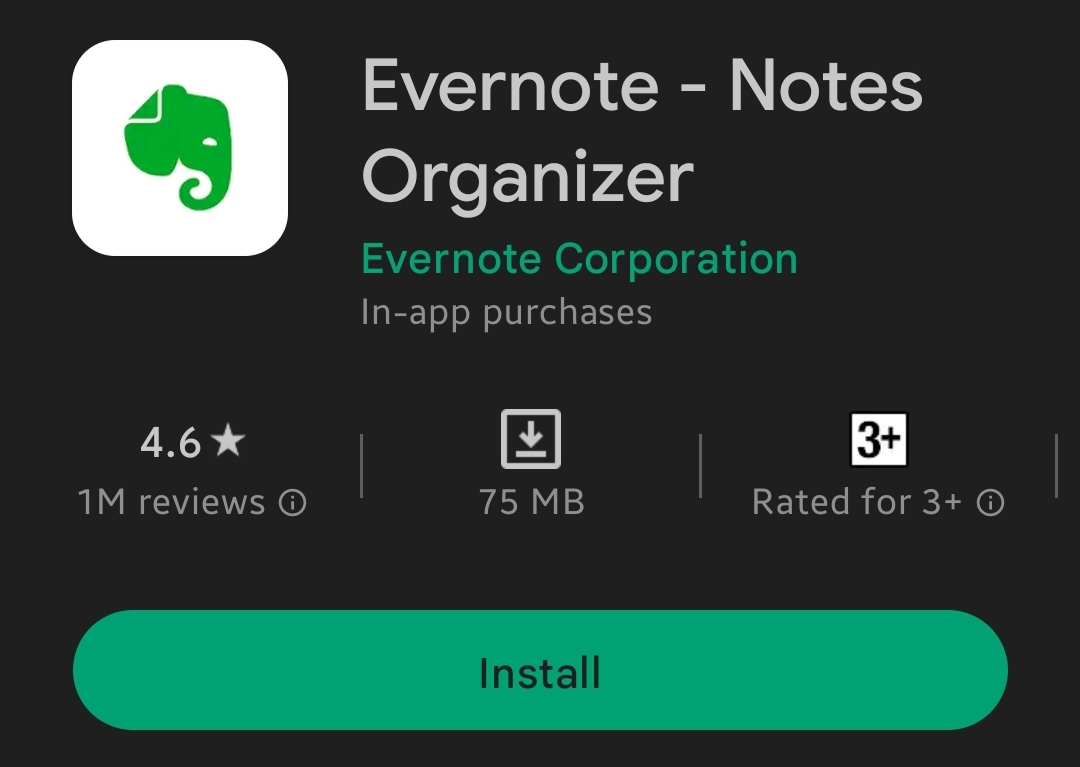 Evernote - Notes
Organizer
Evernote Corporation
In-app purchases
4.6★
1M reviews
75 MB
3+
Rated for 3+
Install